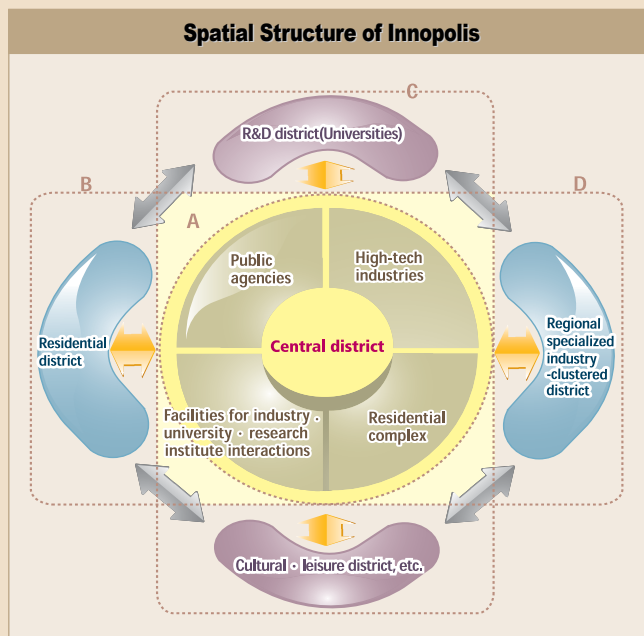 Spatial Structure of Innopolis
C
R&D district(Universities)
B
D
A
Public
agencies
High-tech
industries
Residential
district
Central district
Regional
specialized
industry
-clustered
district
Facilities for industry ·
university · research
institute interactions
Residential
complex
Cultural · leisure district, etc.